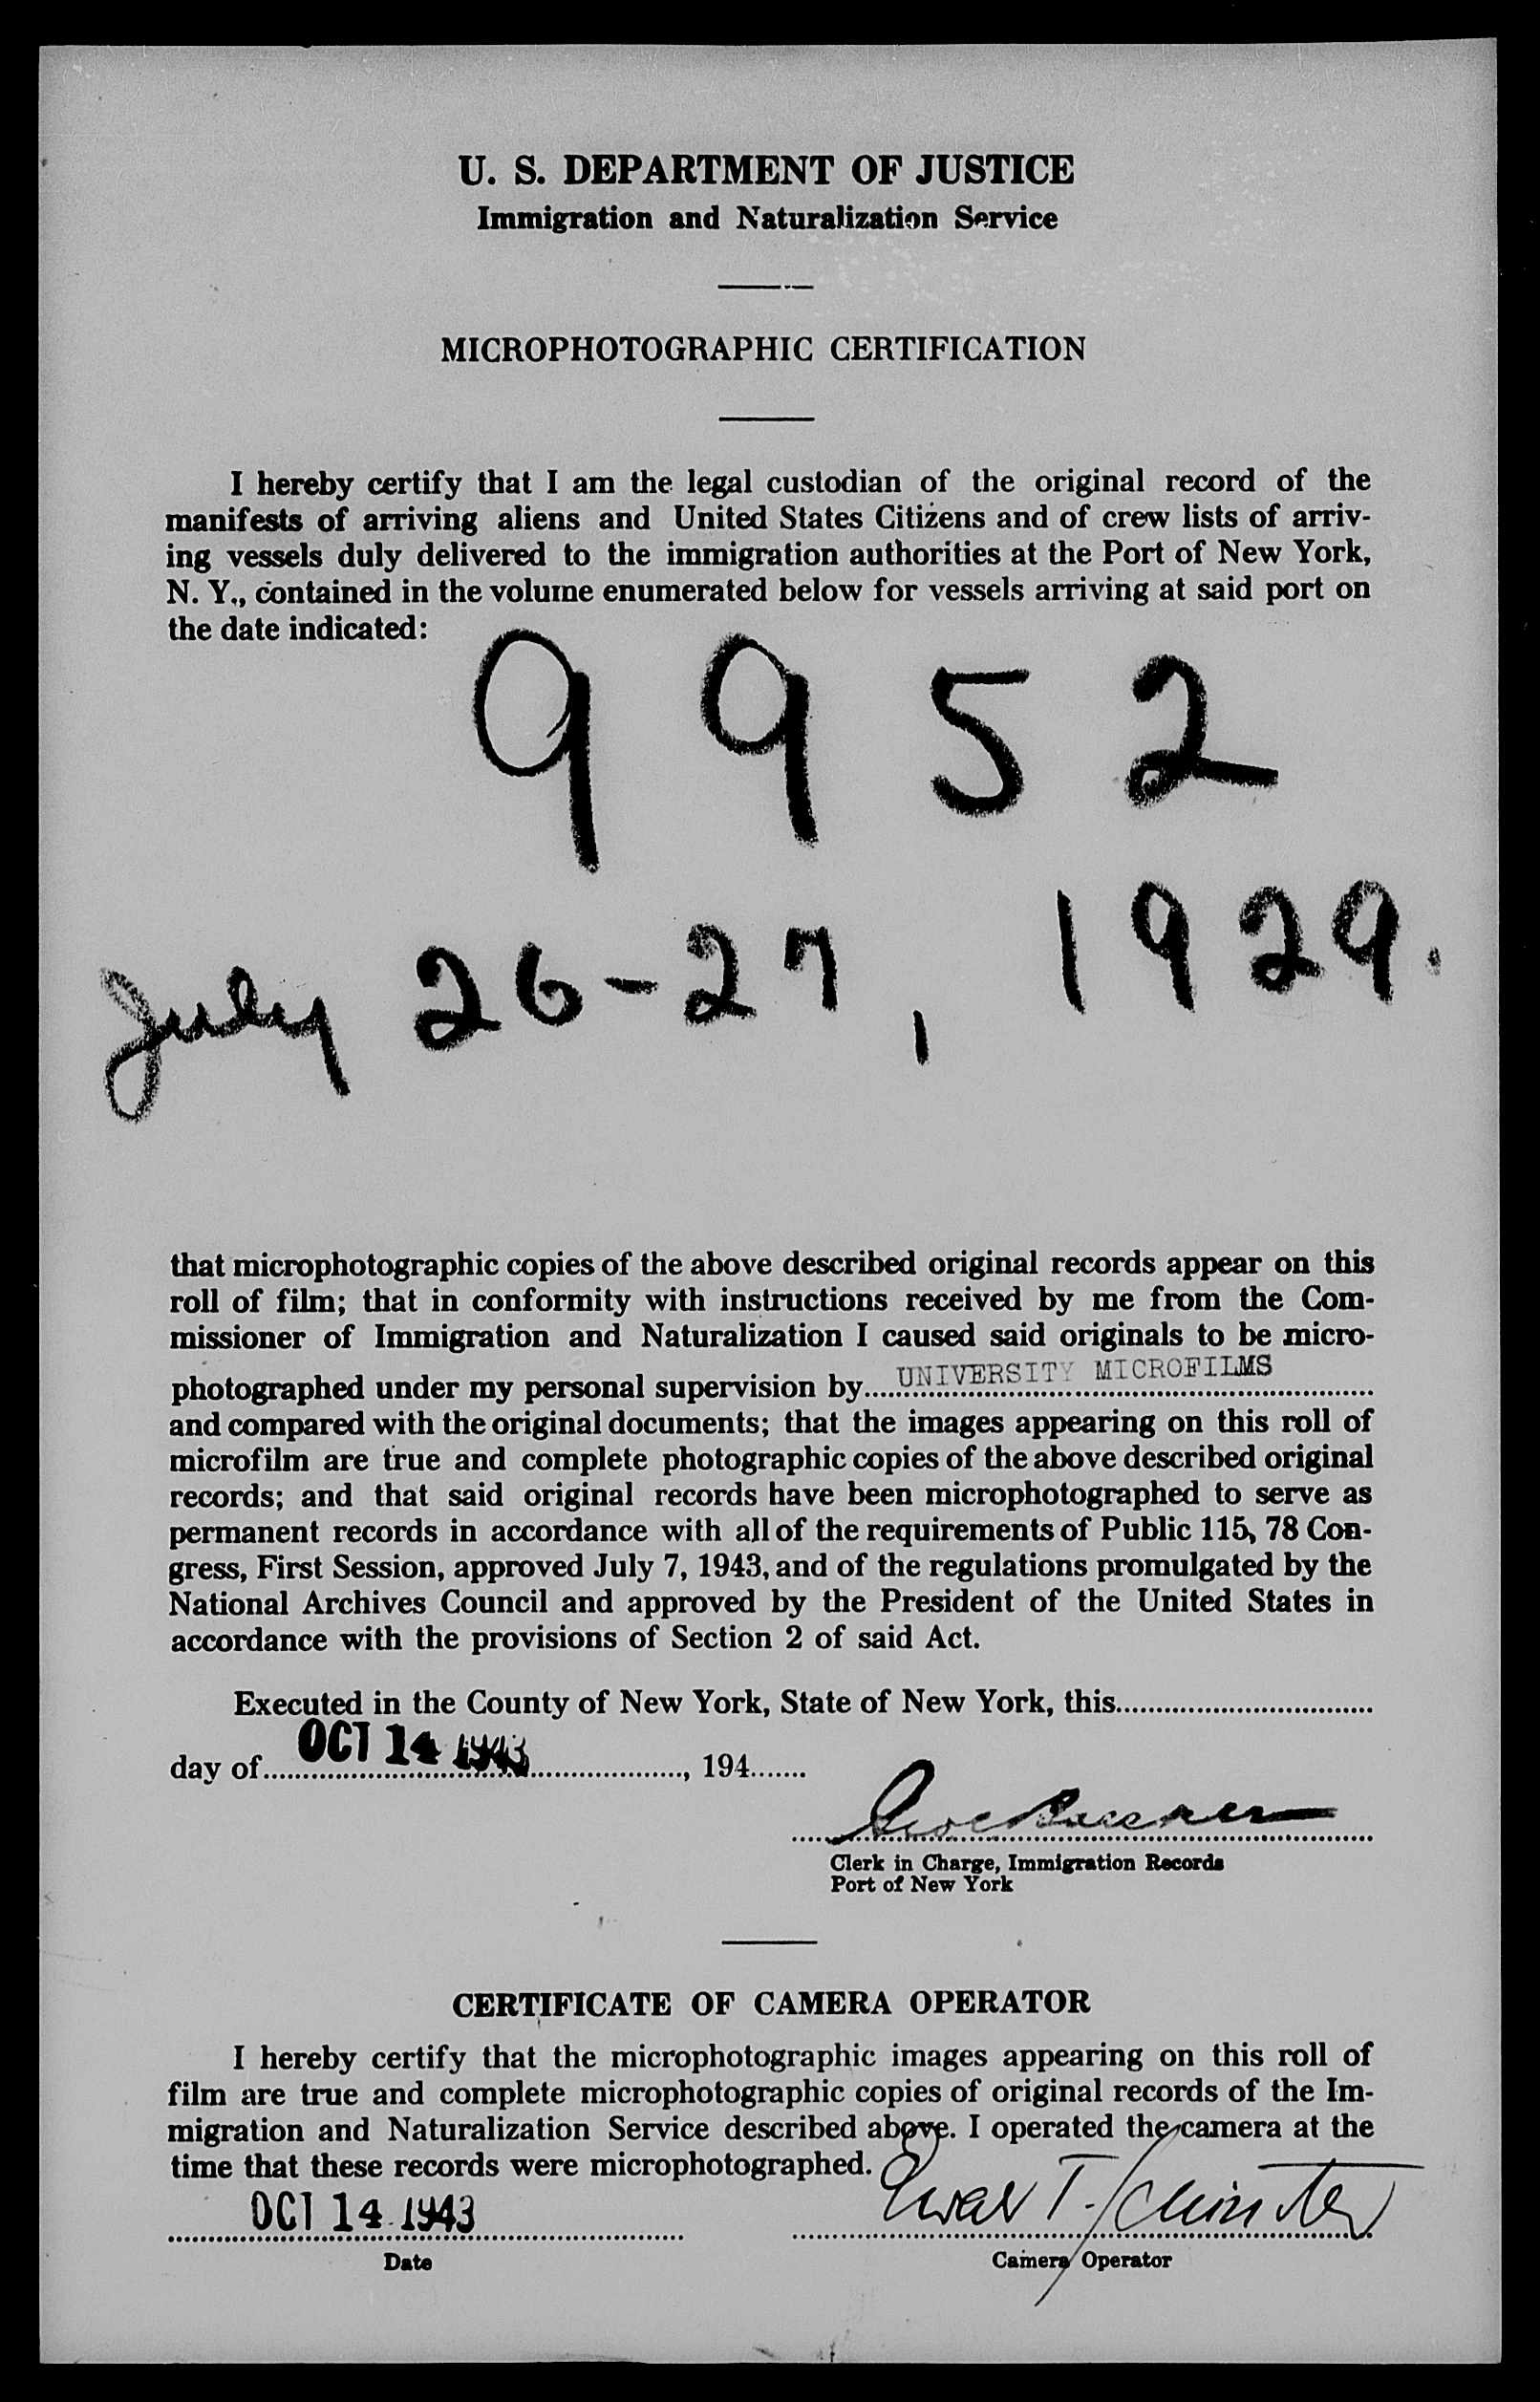 U. S. DEPARTMENT OF JUSTICE
Immigration and Naturalization Service
MICROPHOTOGRAPHIC CERTIFICATION
I hereby certify that I am the legal custodian of the original record of the
manifests of arriving aliens and United States Citizens and of crew lists of arriv-
ing vessels duly delivered to the immigration authorities at the Port of New York,
N. Y., contained in the volume enumerated below for vessels arriving at said port on
the date indicated:
9952
July 26-27, 1929.
that microphotographic copies of the above described original records appear on this
roll of film; that in conformity with instructions received by me from the Com-
missioner of Immigration and Naturalization I caused said originals to be micro-
photographed under my personal supervision by UNIVERSITY MICROFILMS
and compared with the original documents; that the images appearing on this roll of
microfilm are true and complete photographic copies of the above described original
records; and that said original records have been microphotographed to serve as
permanent records in accordance with all of the requirements of Public 115, 78 Con-
gress, First Session, approved July 7, 1943, and of the regulations promulgated by the
National Archives Council and approved by the President of the United States in
accordance with the provisions of Section 2 of said Act.
Executed in the County of New York, State of New York, this
day of OCT 14 1943, 194
Clerk in Charge, Immigration Records
Port of New York
CERTIFICATE OF CAMERA OPERATOR
I hereby certify that the microphotographic images appearing on this roll of
film are true and complete microphotographic copies of original records of the Im-
migration and Naturalization Service described above. I operated the camera at the
time that these records were microphotographed.
OCT 14 1943
Date
Camera Operator